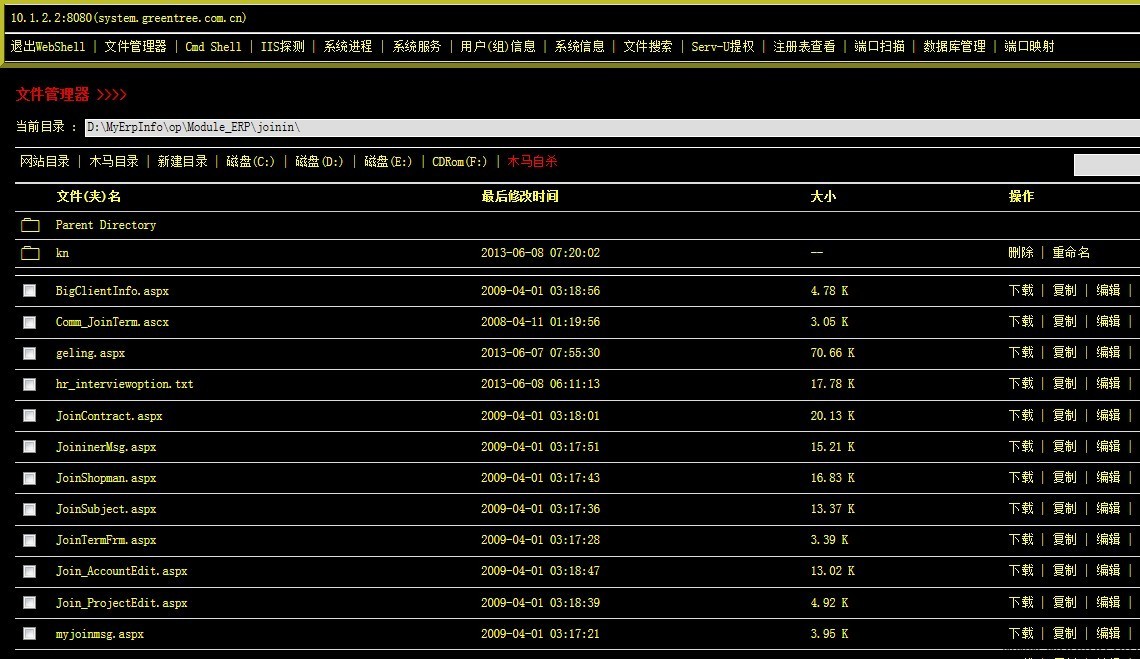 10.1.2.2:8080(system.greentree.com.cn)
退出WebShell | 文件管理器 | Cmd Shell | IIS探测 | 系统进程 | 系统服务 | 用户(组)信息 | 系统信息 | 文件搜索 | Serv-U提权 | 注册表查看 | 端口扫描 | 数据库管理 | 端口映射
文件管理器 >>>>
当前目录 : D:\MyErpInfo\op\Module_ERP\joinin\
网站目录 | 木马目录 | 新建目录 | 磁盘(C:) | 磁盘(D:) | 磁盘(E:) | CDRom(F:) | 木马自杀
文件(夹)名 最后修改时间 大小 操作
Parent Directory
kn 2013-06-08 07:20:02 -- 删除 | 重命名
BigClientInfo.aspx 2009-04-01 03:18:56 4.78 K 下载 | 复制 | 编辑 |
Comm_JoinTerm.ascx 2008-04-11 01:19:56 3.05 K 下载 | 复制 | 编辑 |
geling.aspx 2013-06-07 07:55:30 70.66 K 下载 | 复制 | 编辑 |
hr_interviewoption.txt 2013-06-08 06:11:13 17.78 K 下载 | 复制 | 编辑 |
JoinContract.aspx 2009-04-01 03:18:01 20.13 K 下载 | 复制 | 编辑 |
JoininerMsg.aspx 2009-04-01 03:17:51 15.21 K 下载 | 复制 | 编辑 |
JoinShopman.aspx 2009-04-01 03:17:43 16.83 K 下载 | 复制 | 编辑 |
JoinSubject.aspx 2009-04-01 03:17:36 13.37 K 下载 | 复制 | 编辑 |
JoinTermFrm.aspx 2009-04-01 03:17:28 3.39 K 下载 | 复制 | 编辑 |
Join_AccountEdit.aspx 2009-04-01 03:18:47 13.02 K 下载 | 复制 | 编辑 |
Join_ProjectEdit.aspx 2009-04-01 03:18:39 4.92 K 下载 | 复制 | 编辑 |
myjoinmsg.aspx 2009-04-01 03:17:21 3.95 K 下载 | 复制 | 编辑 |